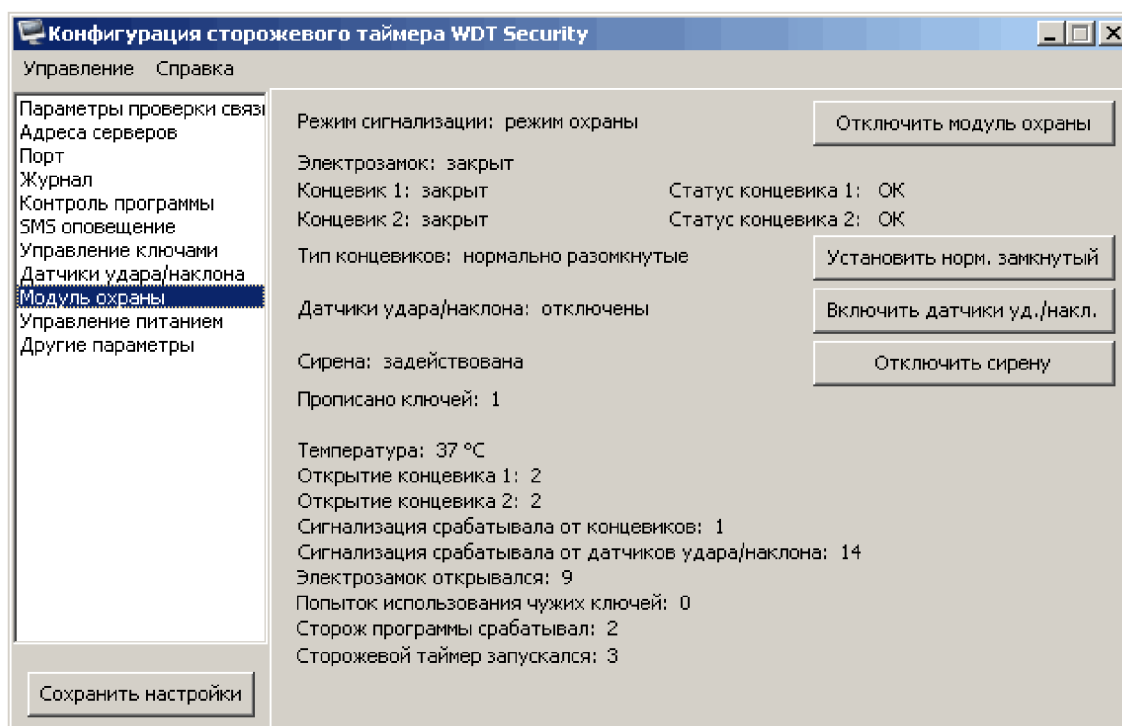 Конфигурация сторожевого таймера WDT Security
Управление Справка
Параметры проверки связи
Адреса серверов
Порт
Журнал
Контроль программы
SMS оповещение
Управление ключами
Датчики удара/наклона
Модуль охраны
Управление питанием
Другие параметры
Сохранить настройки
Режим сигнализации: режим охраны Отключить модуль охраны
Электрозамок: закрыт
Концевик 1: закрыт Статус концевика 1: OK
Концевик 2: закрыт Статус концевика 2: OK
Тип концевиков: нормально разомкнутые Установить норм. замкнутый
Датчики удара/наклона: отключены Включить датчики уд./накл.
Сирена: задействована Отключить сирену
Прописано ключей: 1
Температура: 37 °C
Открытие концевика 1: 2
Открытие концевика 2: 2
Сигнализация срабатывала от концевиков: 1
Сигнализация срабатывала от датчиков удара/наклона: 14
Электрозамок открывался: 9
Попыток использования чужих ключей: 0
Сторож программы срабатывал: 2
Сторожевой таймер запускался: 3